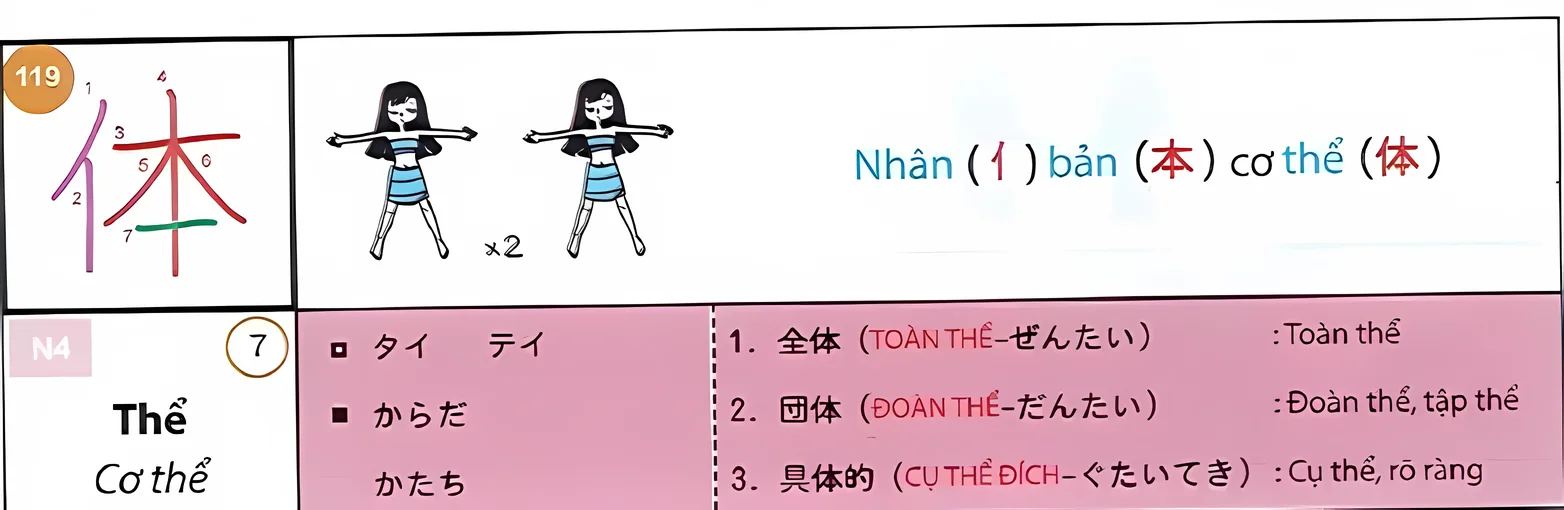 119
1
2
3
4
5
6
7
体
×2
Nhân (亻) bản (本) cơ thể (体)
N4
7
Thể
Cơ thể
タイ テイ
からだ
かたち
1. 全体 (TOÀN THỂ-ぜんたい) : Toàn thể
2. 団体 (ĐOÀN THỂ-だんたい) : Đoàn thể, tập thể
3. 具体的 (CỤ THỂ ĐÍCH-ぐたいてき) : Cụ thể, rõ ràng